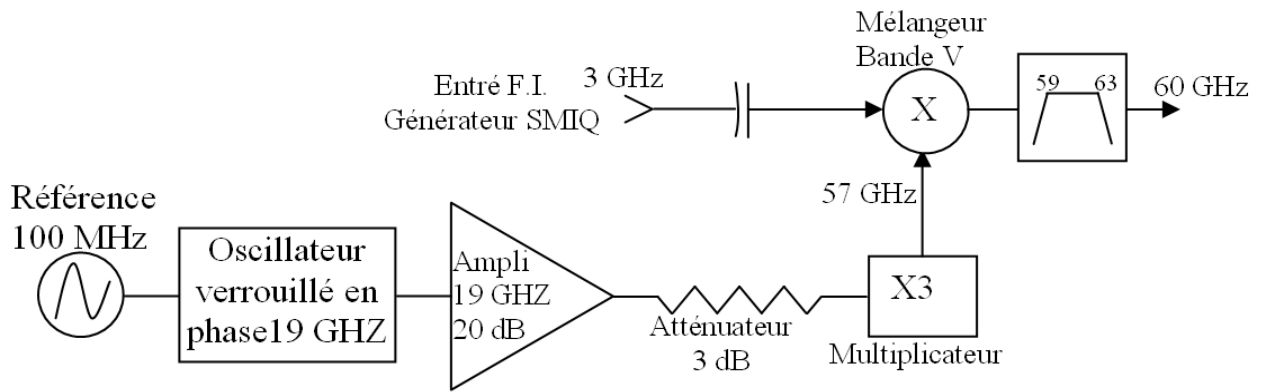 Mélangeur
Bande V
Entré F.I.
Générateur SMIQ
3 GHz
X
59 63
60 GHz
57 GHz
Référence
100 MHz
Oscillateur
verrouillé en
phase19 GHZ
Ampli
19 GHZ
20 dB
Atténuateur
3 dB
X3
Multiplicateur